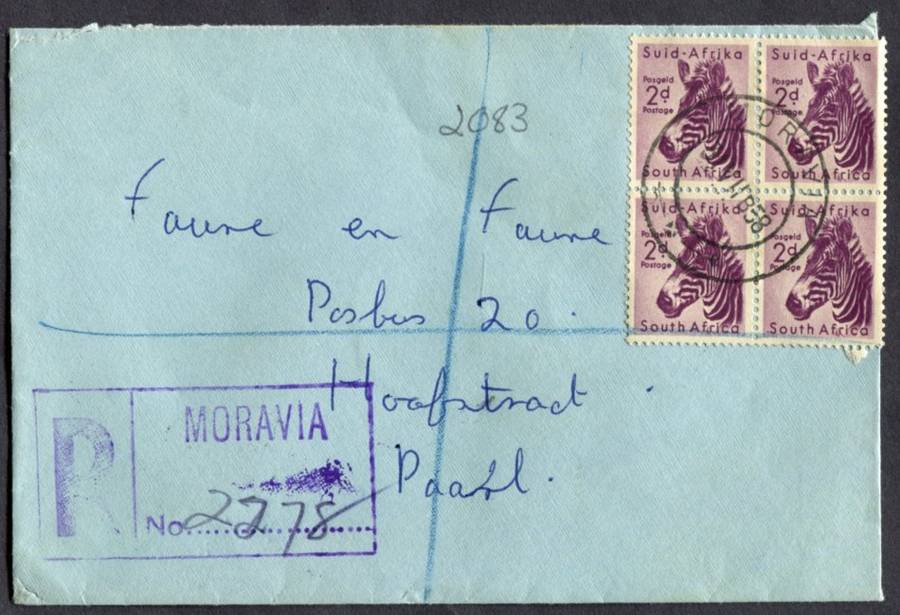 Suid-Afrika Suid-Afrika
Posgeld Posgeld
2d 2d
Postage Postage
South Africa South Africa
Suid-Afrika Suid-Afrika
Posgeld Posgeld
2d 2d
Postage Postage
South Africa South Africa
2083
Faure en Faure
Posbus 20.
Hoofstraat
Paarl.
R
MORAVIA
No. 2278